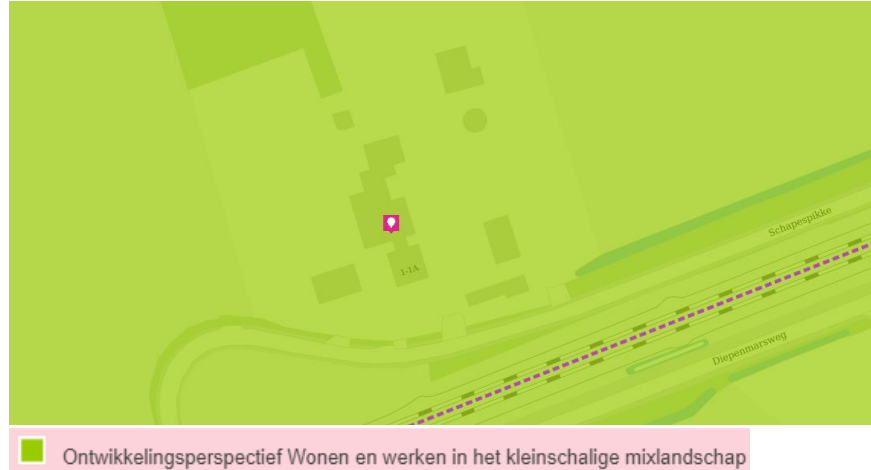 Schapespikke
1-1A
Diepenmarsweg
Ontwikkelingsperspectief Wonen en werken in het kleinschalige mixlandschap